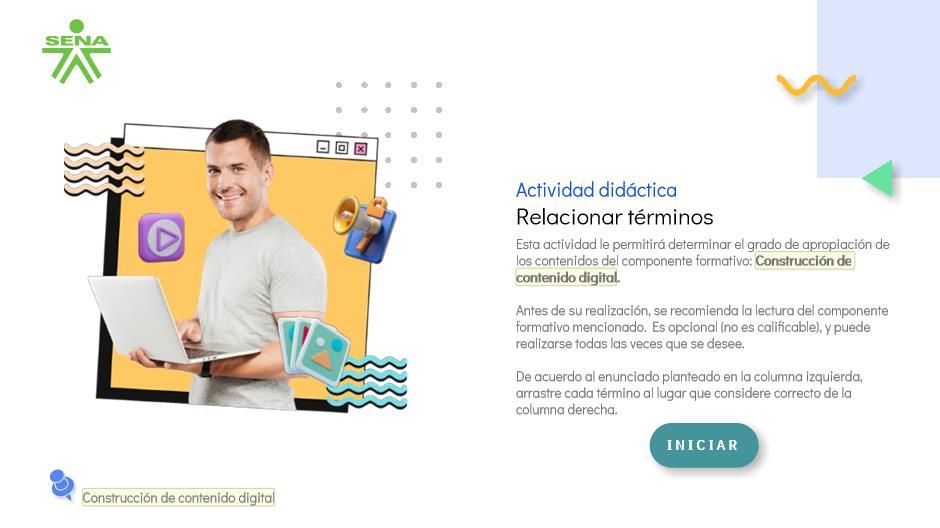 SENA
Actividad didáctica
Relacionar términos
Esta actividad le permitirá determinar el grado de apropiación de
los contenidos del componente formativo: Construcción de
contenido digital.
Antes de su realización, se recomienda la lectura del componente
formativo mencionado. Es opcional (no es calificable), y puede
realizarse todas las veces que se desee.
De acuerdo al enunciado planteado en la columna izquierda,
arrastre cada término al lugar que considere correcto de la
columna derecha.
INICIAR
Construcción de contenido digital